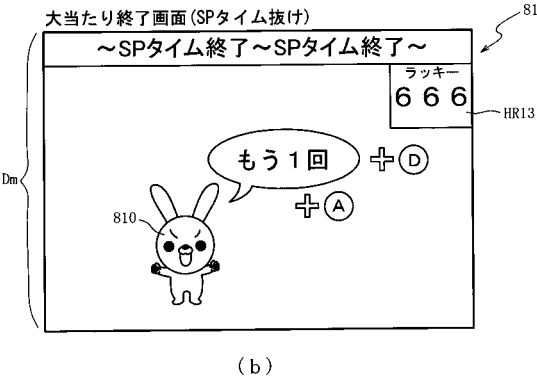 大当たり終了画面(SPタイム抜け)
81
～SPタイム終了～SPタイム終了～
ラッキー
666
HR13
もう1回
D
A
Dm
810
(b)